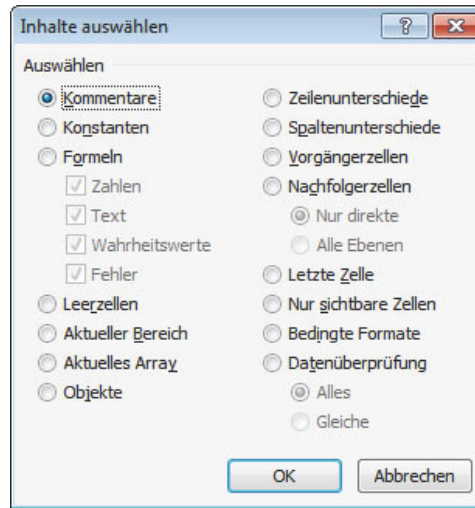 Inhalte auswählen
Auswählen
Kommentare
Konstanten
Formeln
Zahlen
Text
Wahrheitswerte
Fehler
Leerzellen
Aktueller Bereich
Aktuelles Array
Objekte
Zeilenunterschiede
Spaltenunterschiede
Vorgängerzellen
Nachfolgerzellen
Nur direkte
Alle Ebenen
Letzte Zelle
Nur sichtbare Zellen
Bedingte Formate
Datenüberprüfung
Alles
Gleiche
OK
Abbrechen